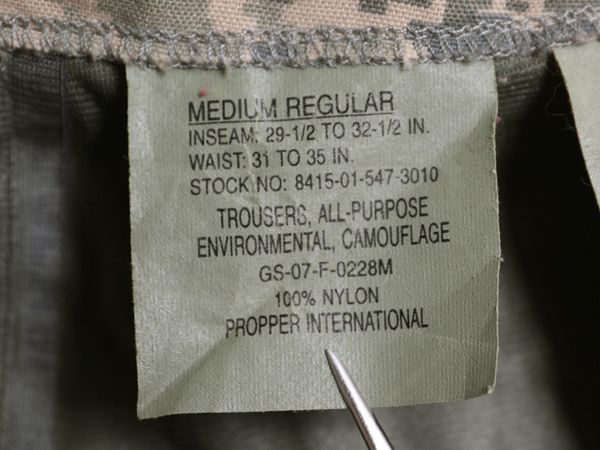 MEDIUM REGULAR
INSEAM: 29-1/2 TO 32-1/2 IN.
WAIST: 31 TO 35 IN.
STOCK NO: 8415-01-547-3010
TROUSERS, ALL-PURPOSE
ENVIRONMENTAL, CAMOUFLAGE
GS-07-F-0228M
100% NYLON
PROPPER INTERNATIONAL